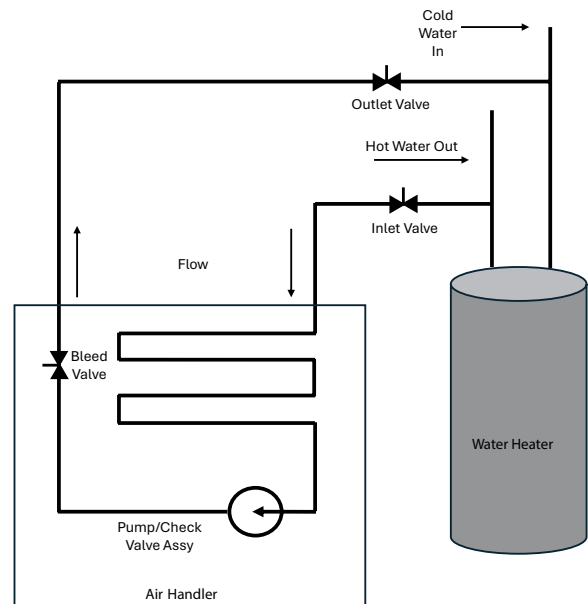 Cold
Water
In
Outlet Valve
Hot Water Out
Inlet Valve
Flow
Bleed
Valve
Water Heater
Pump/Check
Valve Assy
Air Handler